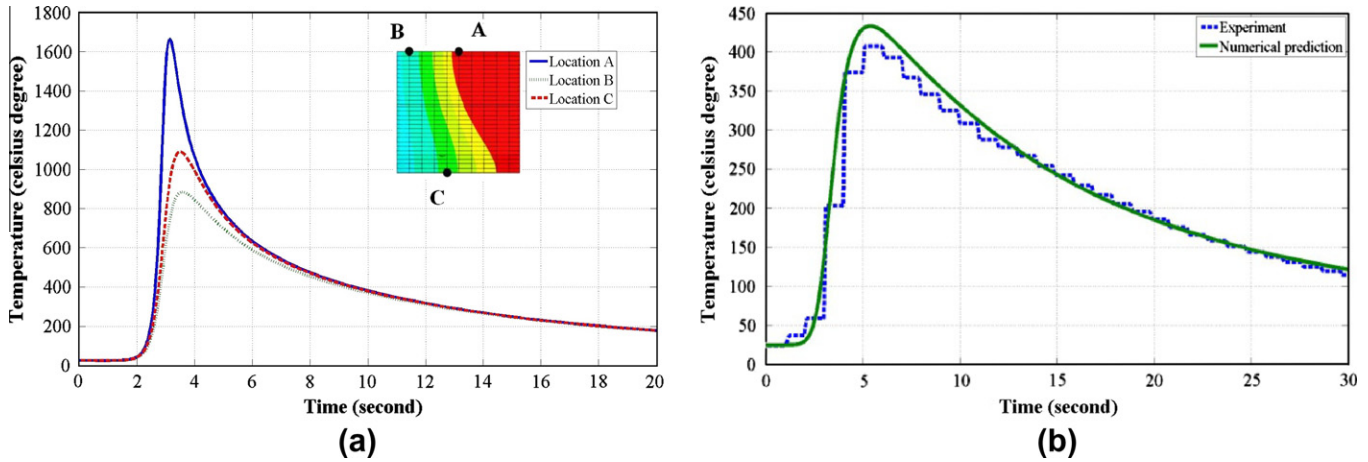 1800
1600
1400
1200
1000
800
600
400
200
0
Temperature (celsius degree)
0 2 4 6 8 10 12 14 16 18 20
Time (second)
B A
C
Location A
Location B
Location C
(a)
450
400
350
300
250
200
150
100
50
0
Temperature (celsius degree)
0 5 10 15 20 25 30
Time (second)
Experiment
Numerical prediction
(b)